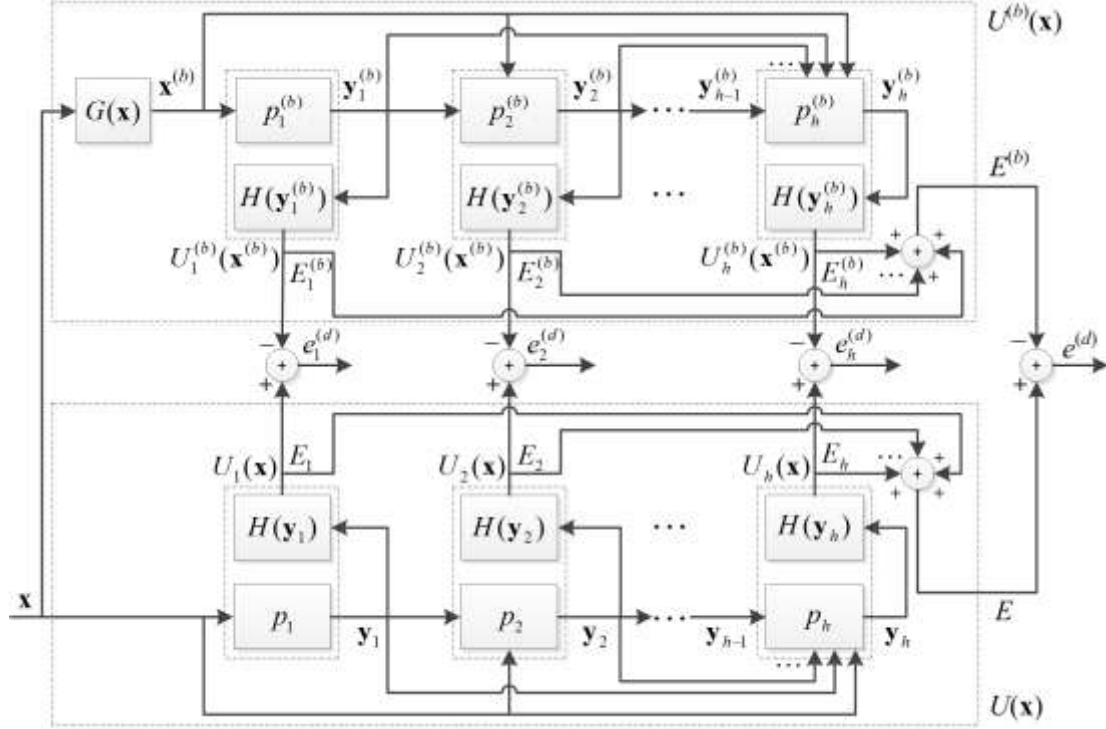 U^{(b)}(x)
x^{(b)} y_1^{(b)} y_2^{(b)} ... y_{h-1}^{(b)} ... y_h^{(b)}
G(x) p_1^{(b)} p_2^{(b)} ... p_h^{(b)}
E^{(b)}
H(y_1^{(b)}) H(y_2^{(b)}) ... H(y_h^{(b)})
+ + +
U_1^{(b)}(x^{(b)}) E_1^{(b)} U_2^{(b)}(x^{(b)}) E_2^{(b)} U_h^{(b)}(x^{(b)}) E_h^{(b)} ... +
− e_1^{(d)} − e_2^{(d)} − e_h^{(d)} − e^{(d)}
+ + + + + + + +
U_1(x) E_1 U_2(x) E_2 U_h(x) E_h ... + +
+ +
H(y_1) H(y_2) ... H(y_h)
x p_1 y_1 p_2 y_2 ... y_{h-1} p_h y_h E
...
U(x)